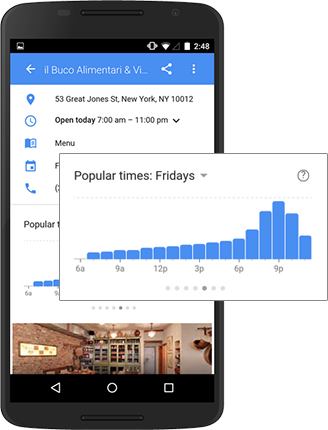 2:48
il Buco Alimentari & Vi...
53 Great Jones St, New York, NY 10012
Open today 7:00 am – 11:00 pm
Menu
F
(
Popular t
6a
9a
Popular times: Fridays
?
6a 9a 12p 3p 6p 9p